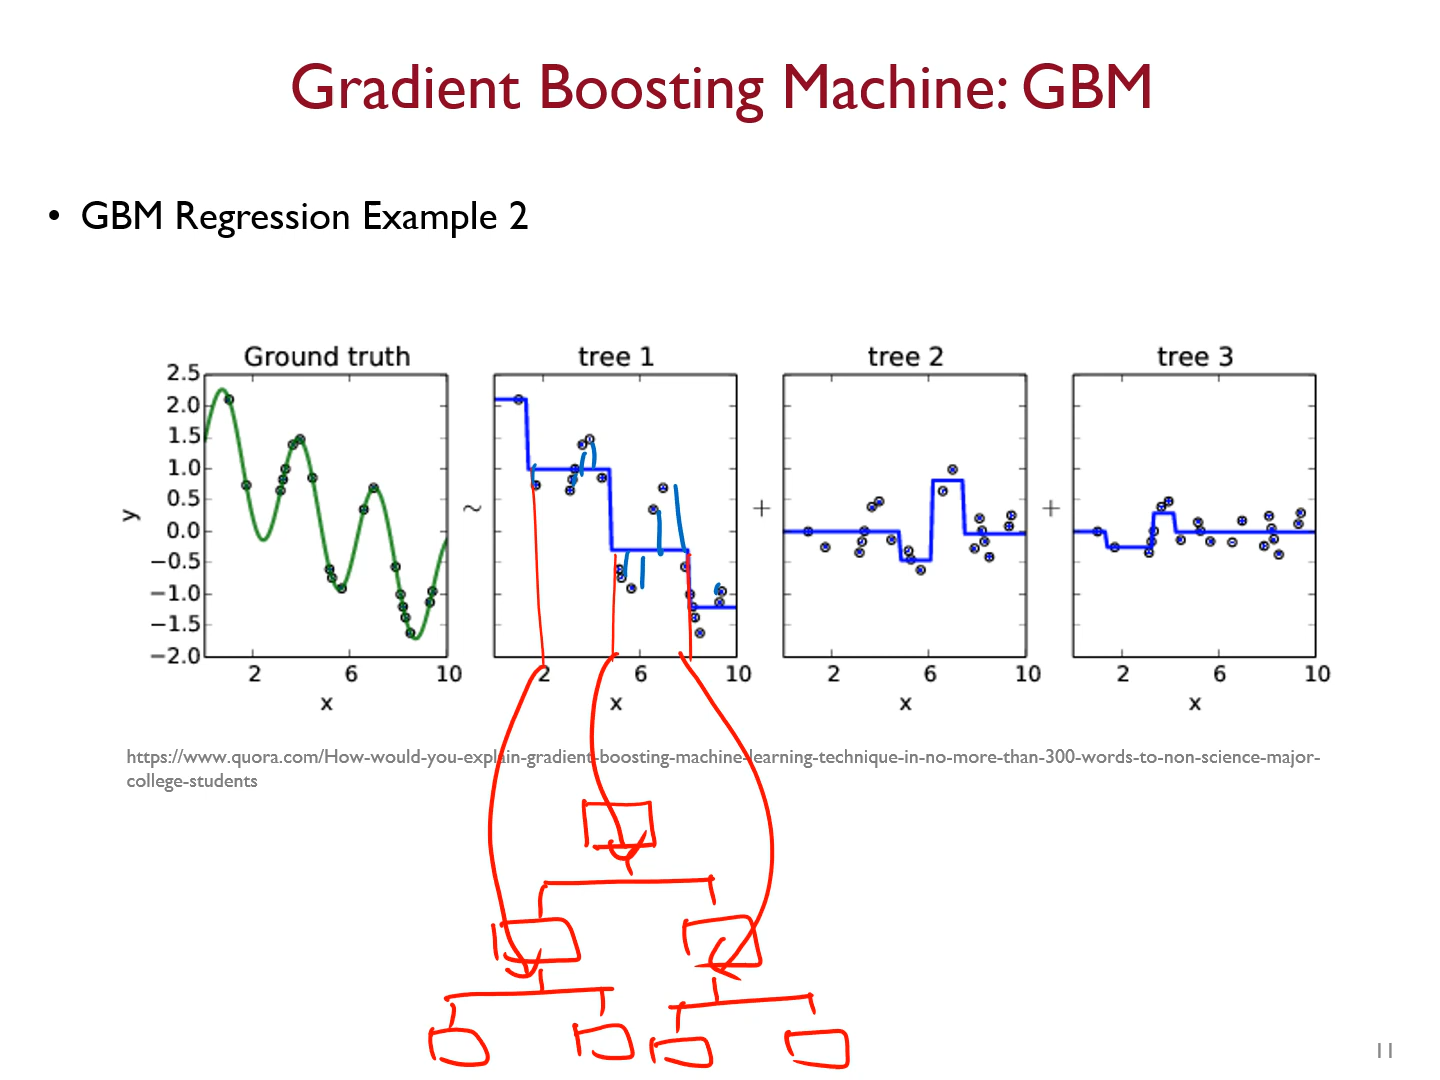 Gradient Boosting Machine: GBM
• GBM Regression Example 2
Ground truth
tree 1
tree 2
tree 3
2.5
2.0
1.5
1.0
0.5
0.0
−0.5
−1.0
−1.5
−2.0
y
~
+
+
2 6 10
2 6 10
2 6 10
2 6 10
x
x
x
x
https://www.quora.com/How-would-you-explain-gradient-boosting-machine-learning-technique-in-no-more-than-300-words-to-non-science-major-
college-students
11